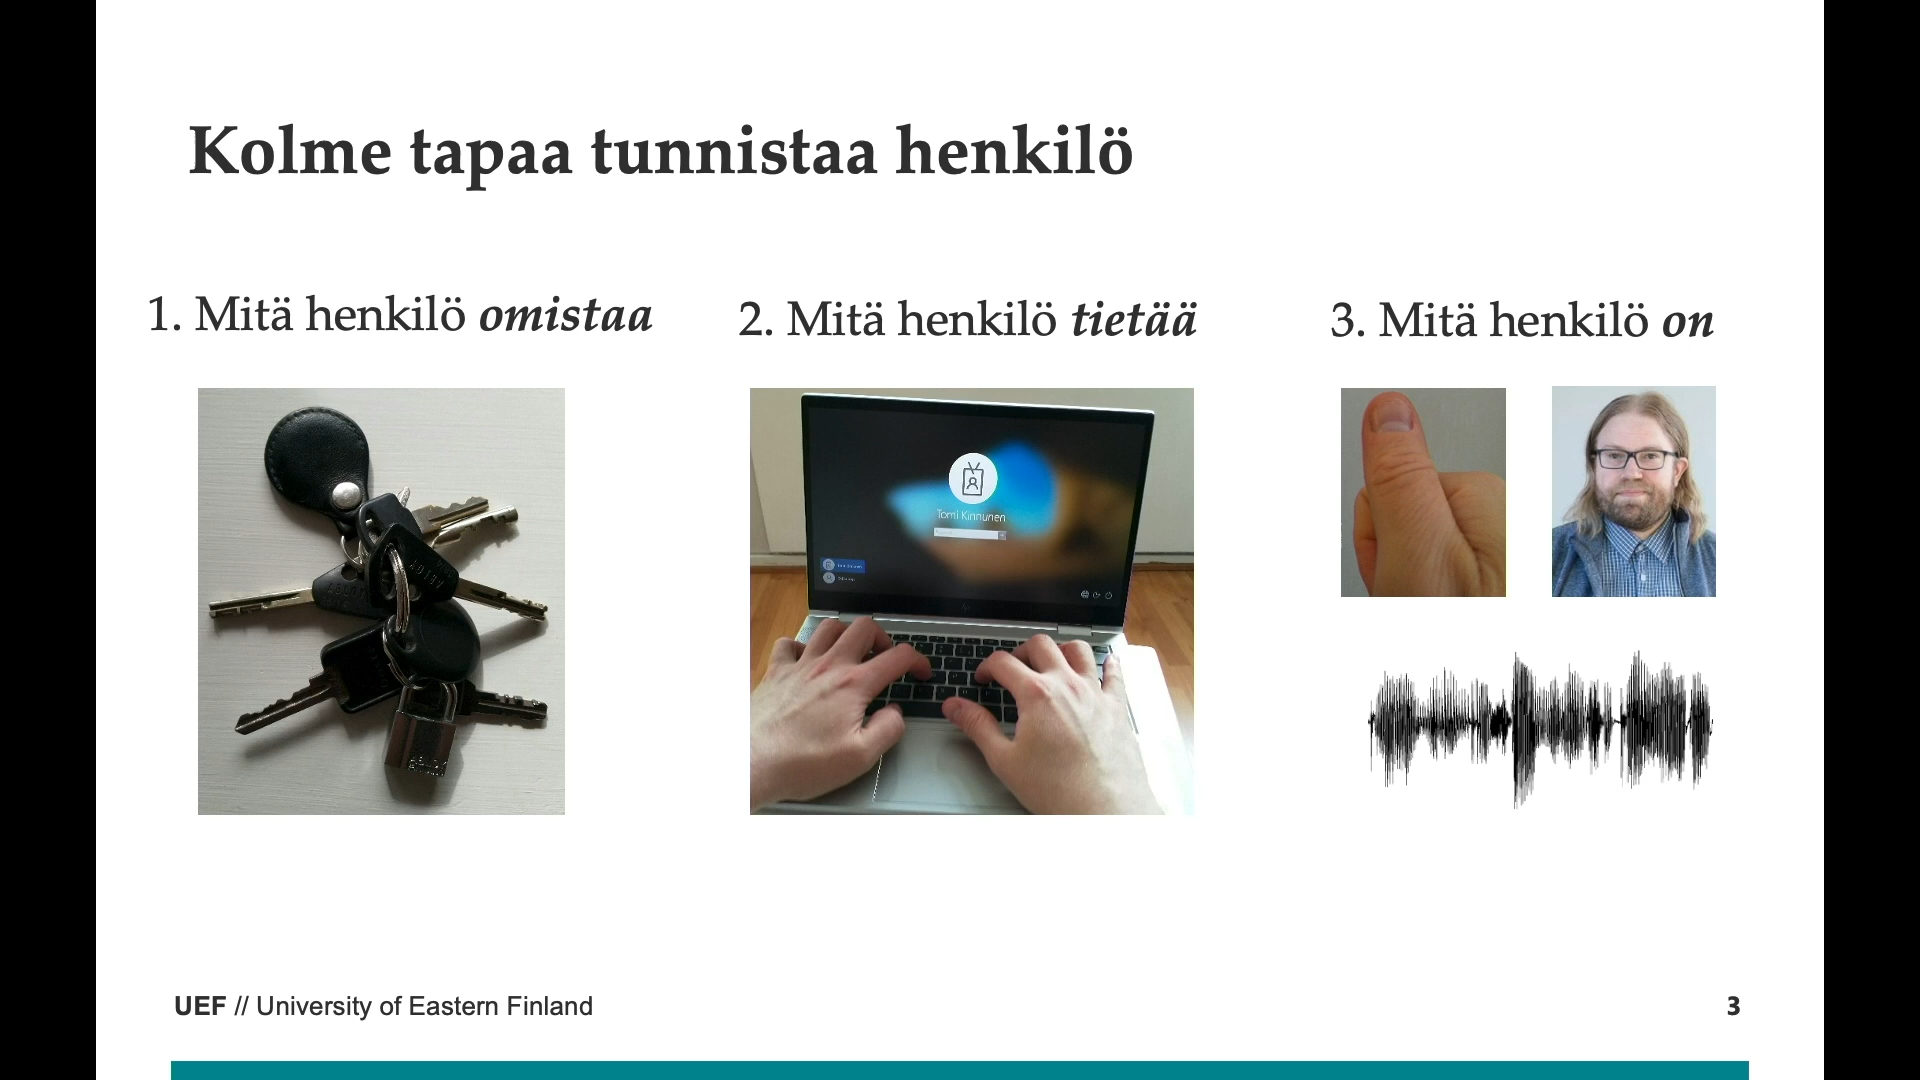 Kolme tapaa tunnistaa henkilö
1. Mitä henkilö omistaa
2. Mitä henkilö tietää
3. Mitä henkilö on
ABLOY
Tomi Kinnunen
UEF // University of Eastern Finland
3